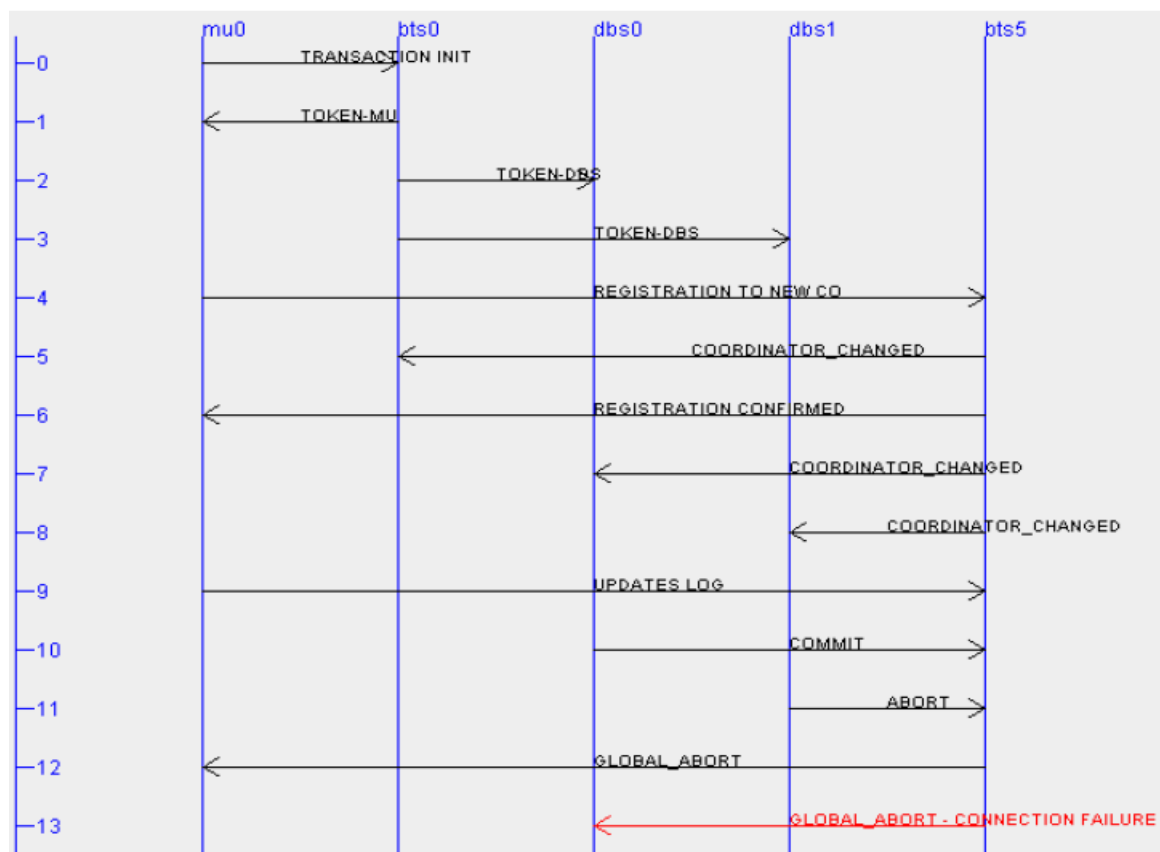 mu0 bts0 dbs0 dbs1 bts5
0 TRANSACTION INIT
1 TOKEN-MU
2 TOKEN-DBS
3 TOKEN-DBS
4 REGISTRATION TO NEW CO
5 COORDINATOR_CHANGED
6 REGISTRATION CONFIRMED
7 COORDINATOR_CHANGED
8 COORDINATOR_CHANGED
9 UPDATES LOG
10 COMMIT
11 ABORT
12 GLOBAL_ABORT
13 GLOBAL_ABORT - CONNECTION FAILURE